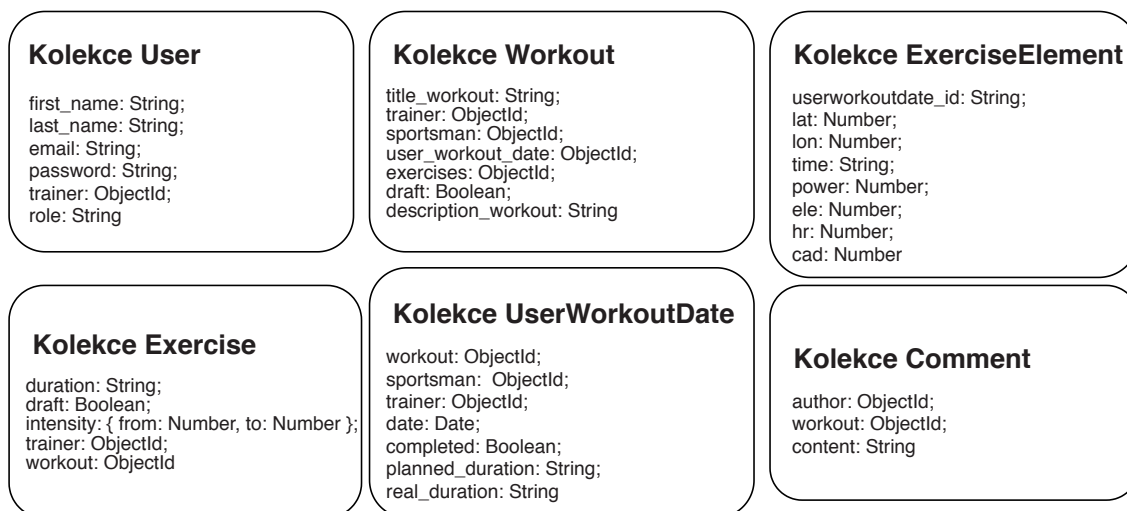 Kolekce User
first_name: String;
last_name: String;
email: String;
password: String;
trainer: ObjectId;
role: String
Kolekce Workout
title_workout: String;
trainer: ObjectId;
sportsman: ObjectId;
user_workout_date: ObjectId;
exercises: ObjectId;
draft: Boolean;
description_workout: String
Kolekce ExerciseElement
userworkoutdate_id: String;
lat: Number;
lon: Number;
time: String;
power: Number;
ele: Number;
hr: Number;
cad: Number
Kolekce Exercise
duration: String;
draft: Boolean;
intensity: { from: Number, to: Number };
trainer: ObjectId;
workout: ObjectId
Kolekce UserWorkoutDate
workout: ObjectId;
sportsman: ObjectId;
trainer: ObjectId;
date: Date;
completed: Boolean;
planned_duration: String;
real_duration: String
Kolekce Comment
author: ObjectId;
workout: ObjectId;
content: String